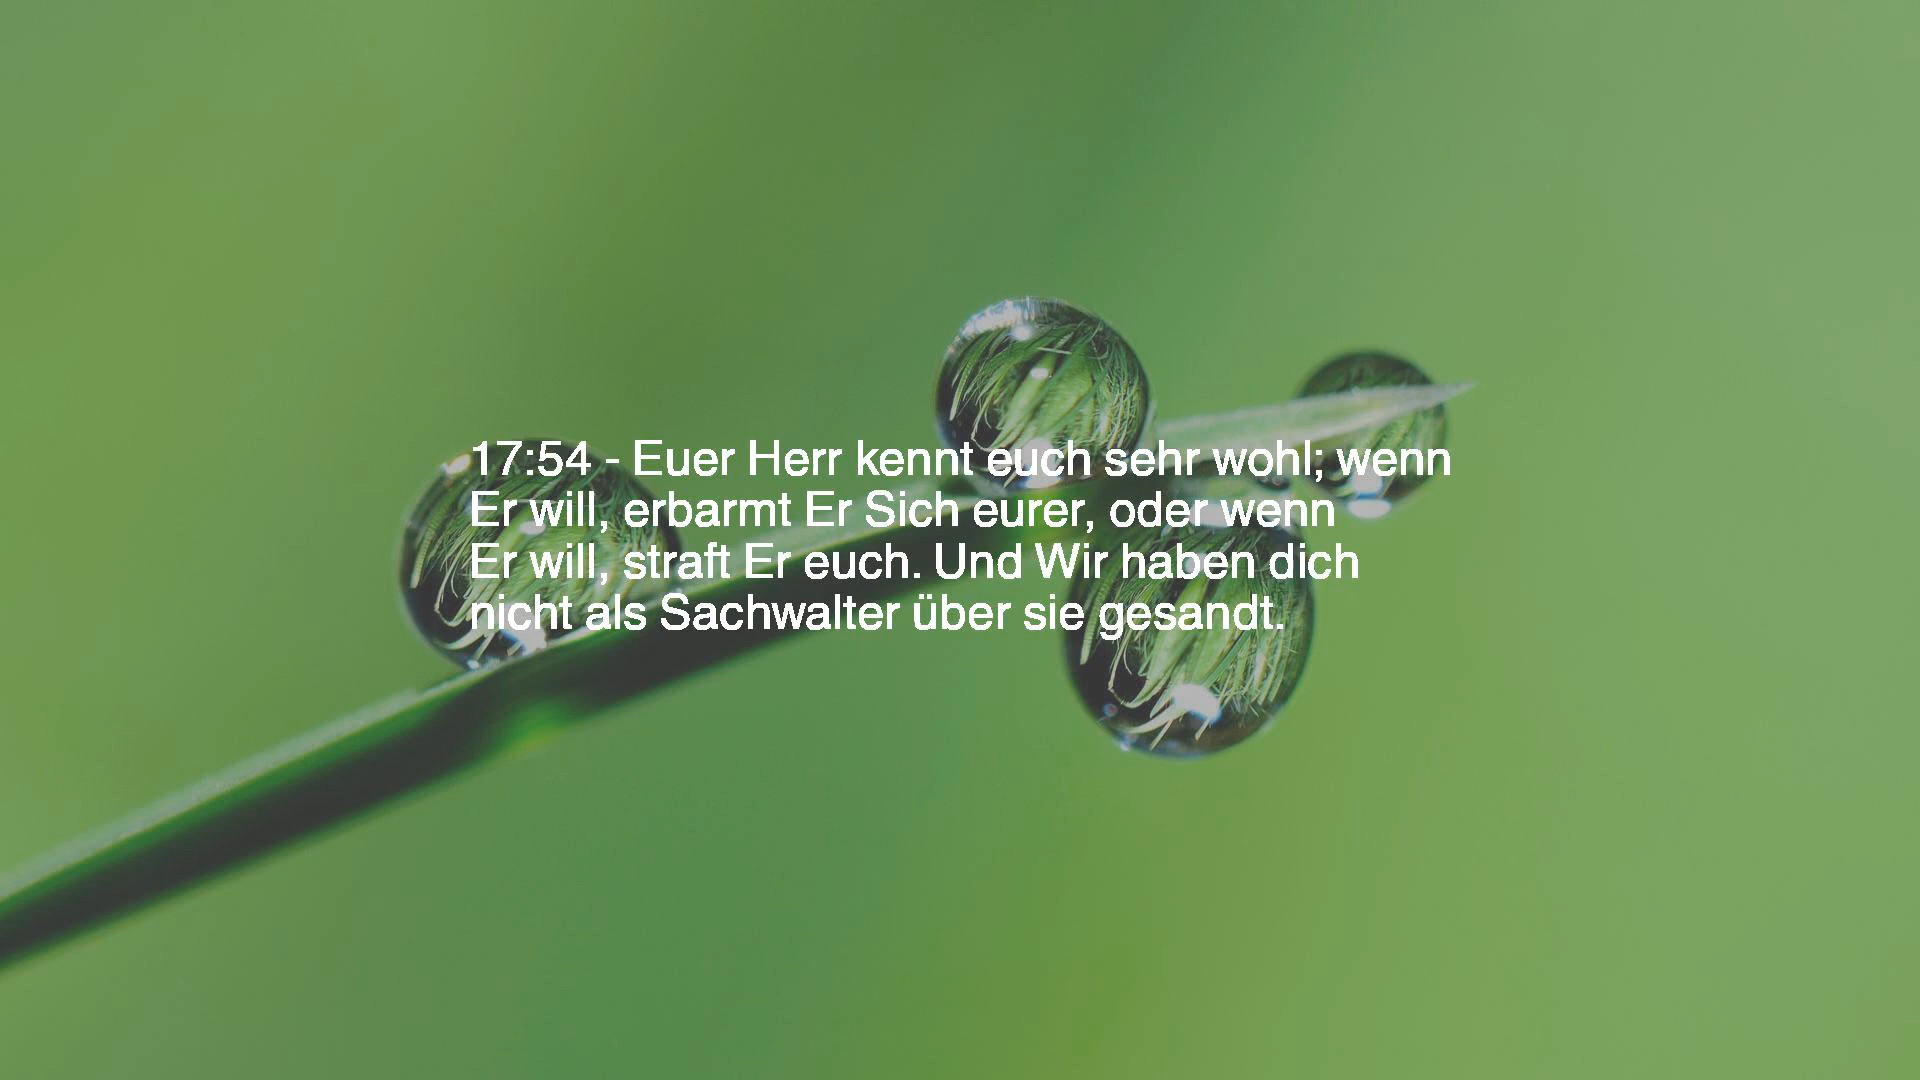 17:54 - Euer Herr kennt euch sehr wohl; wenn
Er will, erbarmt Er Sich eurer, oder wenn
Er will, straft Er euch. Und Wir haben dich
nicht als Sachwalter über sie gesandt.